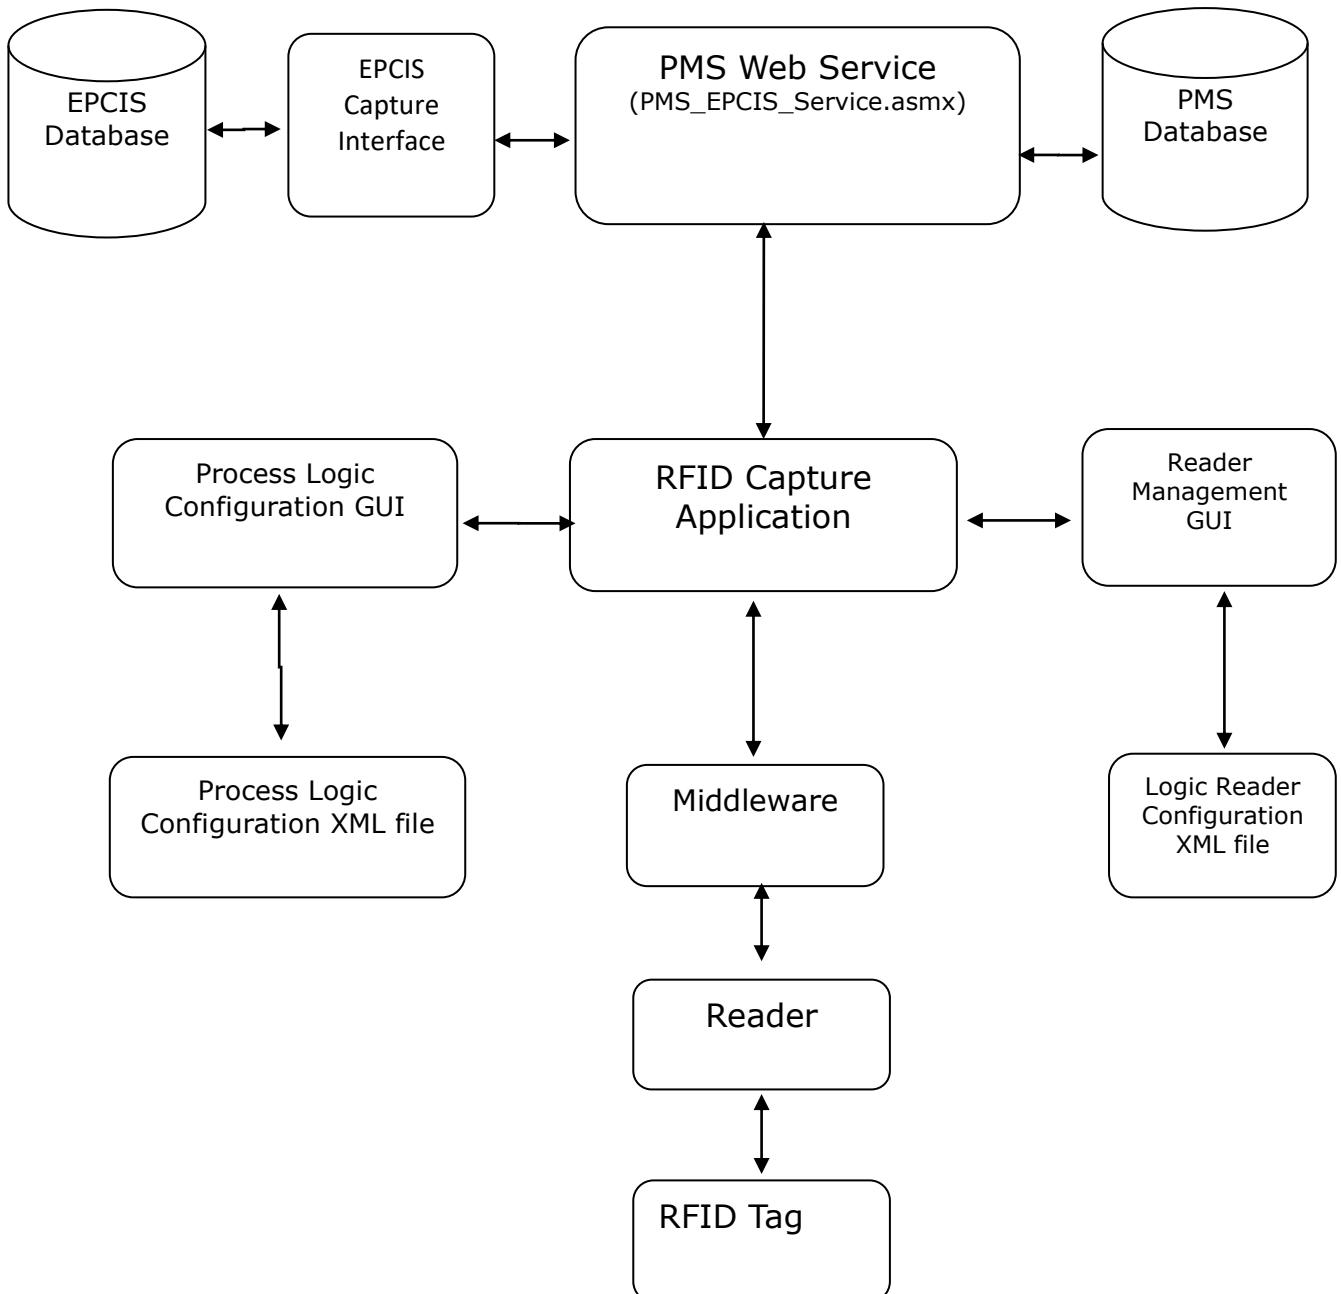 EPCIS
Database
EPCIS
Capture
Interface
PMS Web Service
(PMS_EPCIS_Service.asmx)
PMS
Database
Process Logic
Configuration GUI
RFID Capture
Application
Reader
Management
GUI
Process Logic
Configuration XML file
Middleware
Logic Reader
Configuration
XML file
Reader
RFID Tag